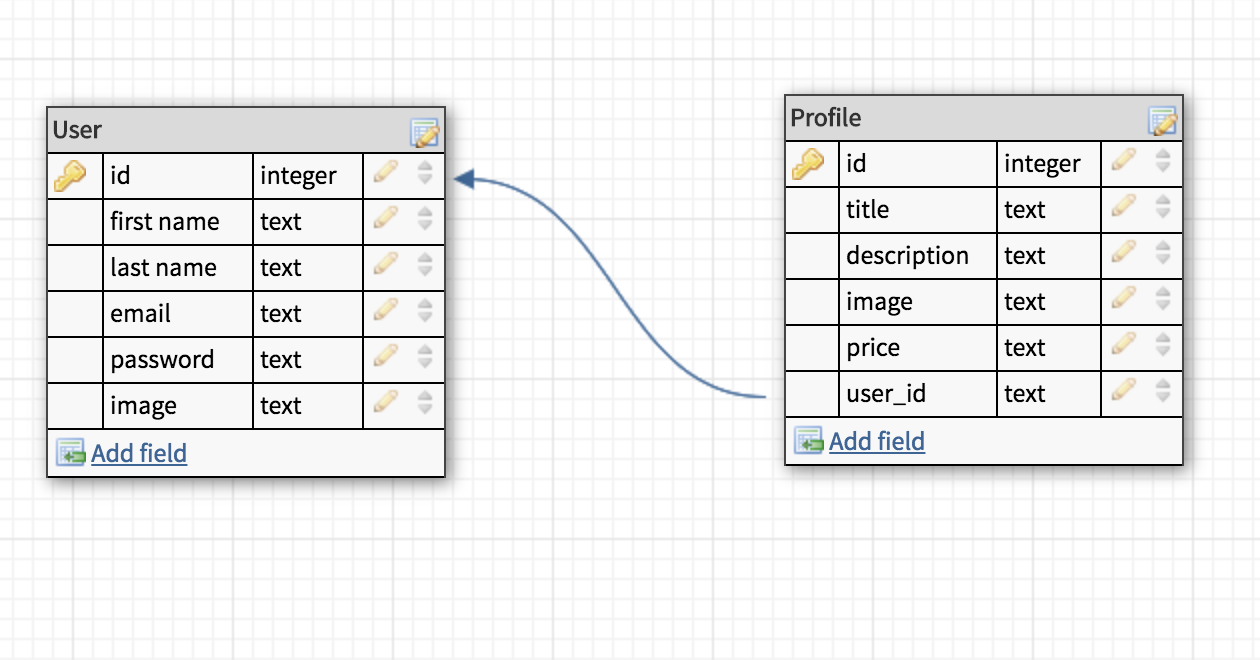 User
id integer
first name text
last name text
email text
password text
image text
Add field
Profile
id integer
title text
description text
image text
price text
user_id text
Add field